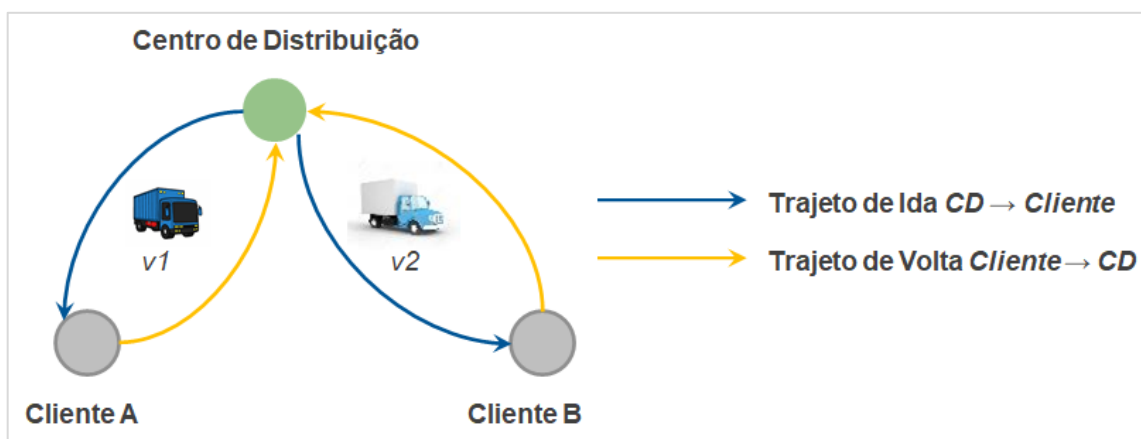 Centro de Distribuição
v1
v2
Trajeto de Ida CD → Cliente
Trajeto de Volta Cliente → CD
Cliente A
Cliente B